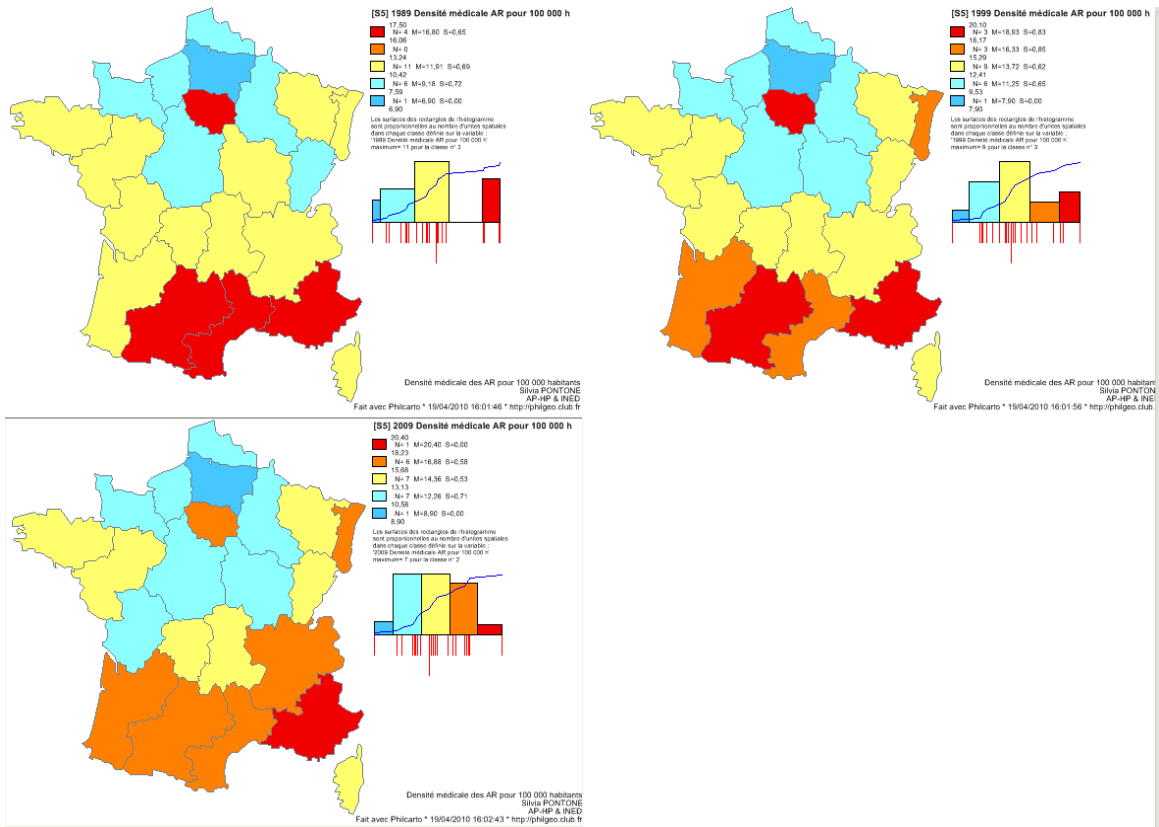 [S5] 1989 Densité médicale AR pour 100 000 h
17,50
N= 4 M=16,80 S=0,65
16,06
N= 0
13,24
N= 11 M=11,91 S=0,69
10,42
N= 6 M=9,18 S=0,72
7,59
N= 1 M=6,90 S=0,00
6,90
Les surfaces des rectangles de l'histogramme
sont proportionnelles au nombre d'unites spatiales
dans chaque classe définie sur la variable :
'1989 Densité médicale AR pour 100 000 h'
maximum= 11 pour la classe n° 3
Densité médicale des AR pour 100 000 habitants
Silvia PONTONE
AP-HP & INED
Fait avec Philcarto * 19/04/2010 16:01:46 * http://philgeo.club.fr
[S5] 1999 Densité médicale AR pour 100 000 h
20,10
N= 3 M=18,93 S=0,83
18,17
N= 3 M=16,33 S=0,85
15,29
N= 9 M=13,72 S=0,62
12,41
N= 6 M=11,25 S=0,65
9,53
N= 1 M=7,90 S=0,00
7,90
Les surfaces des rectangles de l'histogramme
sont proportionnelles au nombre d'unites spatiales
dans chaque classe définie sur la variable :
'1999 Densité médicale AR pour 100 000 h'
maximum= 9 pour la classe n° 3
Densité médicale des AR pour 100 000 habitants
Silvia PONTONE
AP-HP & INED
Fait avec Philcarto * 19/04/2010 16:01:56 * http://philgeo.club.fr
[S5] 2009 Densité médicale AR pour 100 000 h
20,40
N= 1 M=20,40 S=0,00
18,23
N= 6 M=16,88 S=0,58
15,68
N= 7 M=14,36 S=0,53
13,13
N= 7 M=12,26 S=0,71
10,58
N= 1 M=8,90 S=0,00
8,90
Les surfaces des rectangles de l'histogramme
sont proportionnelles au nombre d'unites spatiales
dans chaque classe définie sur la variable :
'2009 Densité médicale AR pour 100 000 h'
maximum= 7 pour la classe n° 2
Densité médicale des AR pour 100 000 habitants
Silvia PONTONE
AP-HP & INED
Fait avec Philcarto * 19/04/2010 16:02:43 * http://philgeo.club.fr